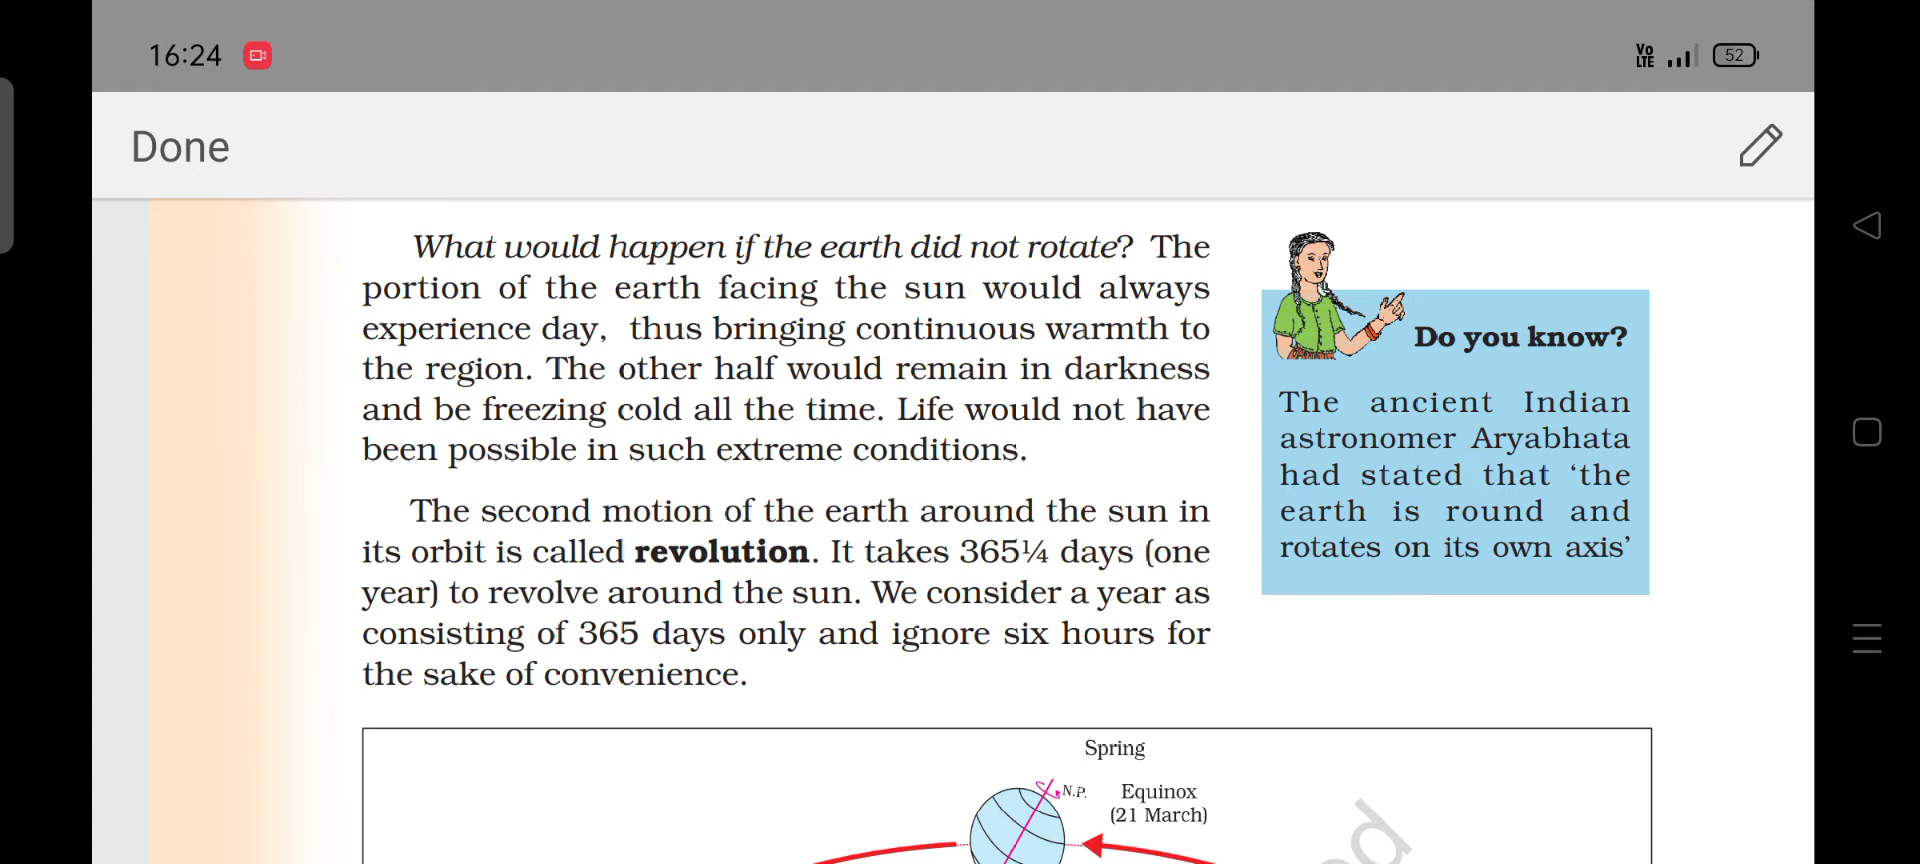 16:24
Vo
LTE
52
Done
What would happen if the earth did not rotate? The
portion of the earth facing the sun would always
experience day, thus bringing continuous warmth to
the region. The other half would remain in darkness
and be freezing cold all the time. Life would not have
been possible in such extreme conditions.
The second motion of the earth around the sun in
its orbit is called revolution. It takes 365¼ days (one
year) to revolve around the sun. We consider a year as
consisting of 365 days only and ignore six hours for
the sake of convenience.
Do you know?
The ancient Indian
astronomer Aryabhata
had stated that ‘the
earth is round and
rotates on its own axis’
Spring
N.P.
Equinox
(21 March)